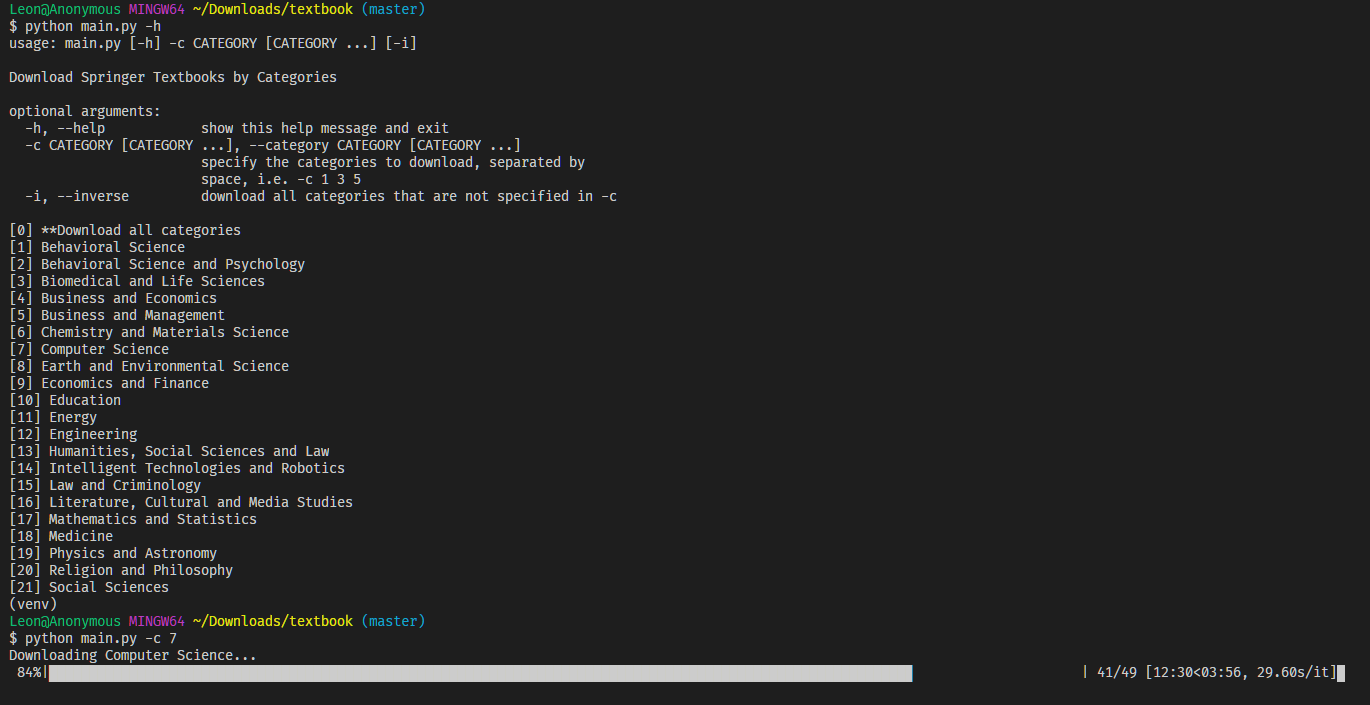 Leon@Anonymous MINGW64 ~/Downloads/textbook (master)
$ python main.py -h
usage: main.py [-h] -c CATEGORY [CATEGORY ...] [-i]
Download Springer Textbooks by Categories
optional arguments:
-h, --help show this help message and exit
-c CATEGORY [CATEGORY ...], --category CATEGORY [CATEGORY ...]
specify the categories to download, separated by
space, i.e. -c 1 3 5
-i, --inverse download all categories that are not specified in -c
[0] **Download all categories
[1] Behavioral Science
[2] Behavioral Science and Psychology
[3] Biomedical and Life Sciences
[4] Business and Economics
[5] Business and Management
[6] Chemistry and Materials Science
[7] Computer Science
[8] Earth and Environmental Science
[9] Economics and Finance
[10] Education
[11] Energy
[12] Engineering
[13] Humanities, Social Sciences and Law
[14] Intelligent Technologies and Robotics
[15] Law and Criminology
[16] Literature, Cultural and Media Studies
[17] Mathematics and Statistics
[18] Medicine
[19] Physics and Astronomy
[20] Religion and Philosophy
[21] Social Sciences
(venv)
Leon@Anonymous MINGW64 ~/Downloads/textbook (master)
$ python main.py -c 7
Downloading Computer Science...
84%| | 41/49 [12:30<03:56, 29.60s/it]